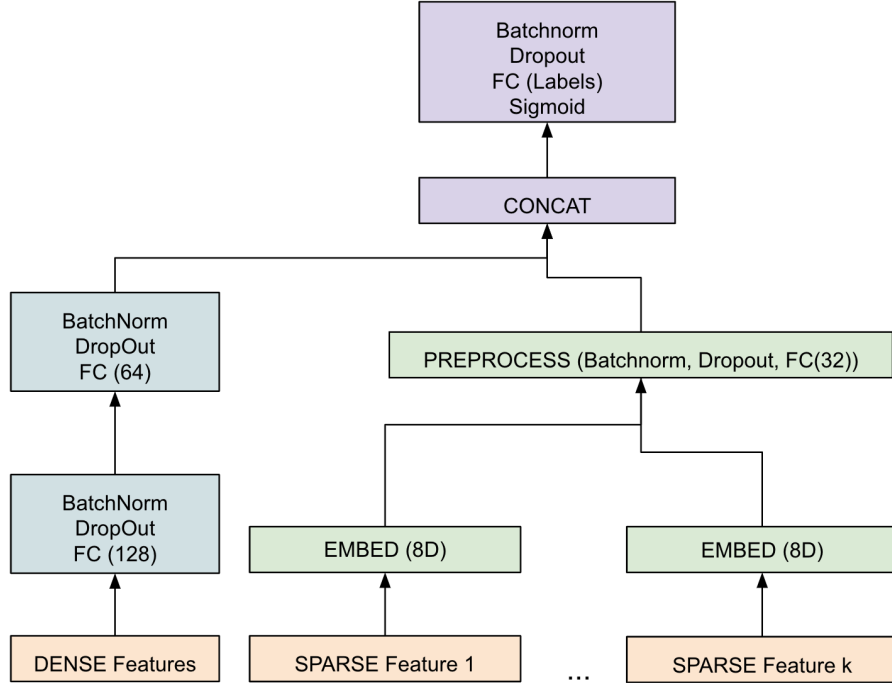 Batchnorm
Dropout
FC (Labels)
Sigmoid
CONCAT
BatchNorm
DropOut
FC (64)
PREPROCESS (Batchnorm, Dropout, FC(32))
BatchNorm
DropOut
FC (128)
EMBED (8D)
EMBED (8D)
DENSE Features
SPARSE Feature 1
...
SPARSE Feature k